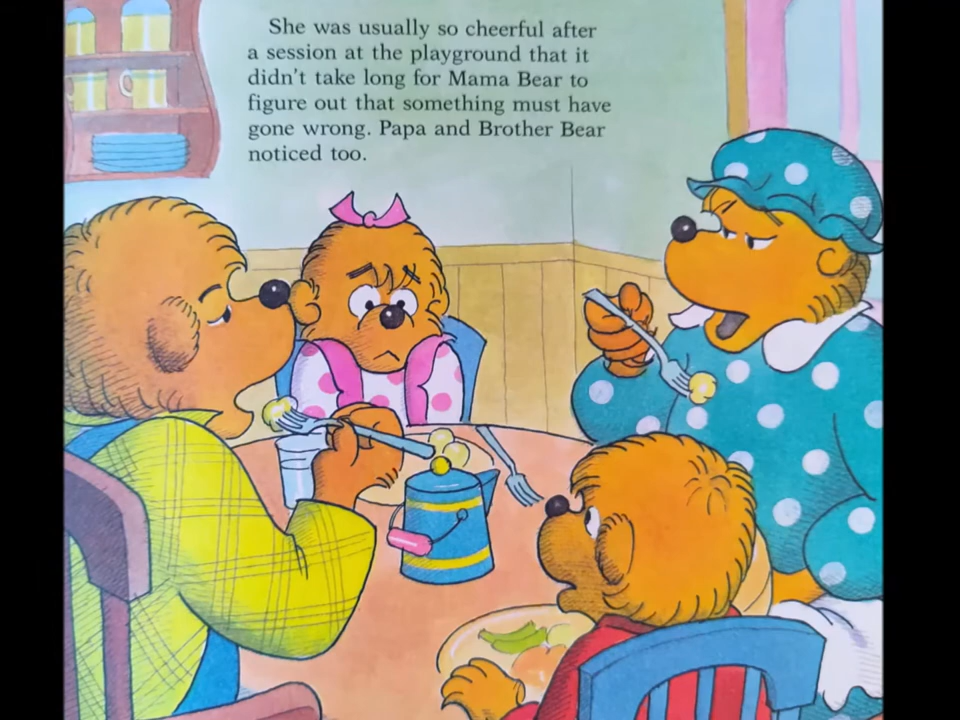 She was usually so cheerful after
a session at the playground that it
didn't take long for Mama Bear to
figure out that something must have
gone wrong. Papa and Brother Bear
noticed too.